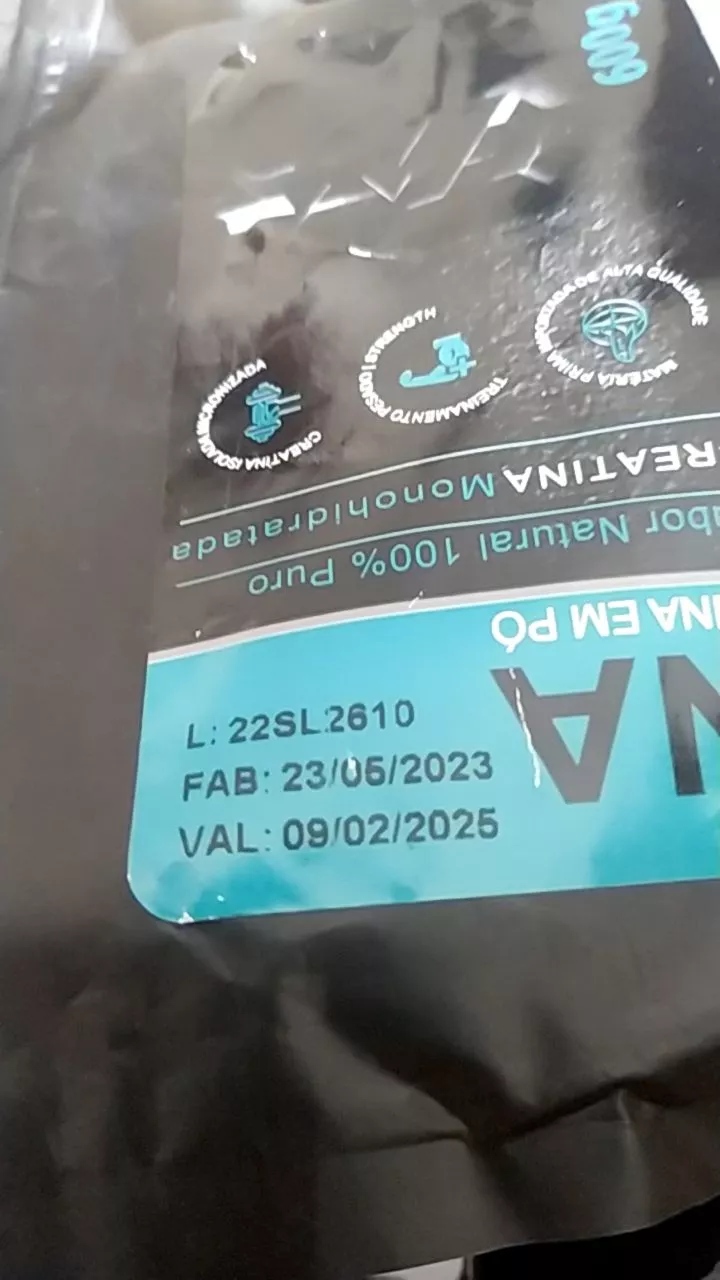 L: 22SL2610
FAB: 23/05/2023
VAL: 09/02/2025
NA
INA EM PÓ
abor Natural 100% Puro
REATINA Monohidratada
CREATINA ISOLADA MICRONIZADA
TREINAMENTO PESADO | STRENGTH
MATÉRIA PRIMA IMPORTADA DE ALTA QUALIDADE
600g